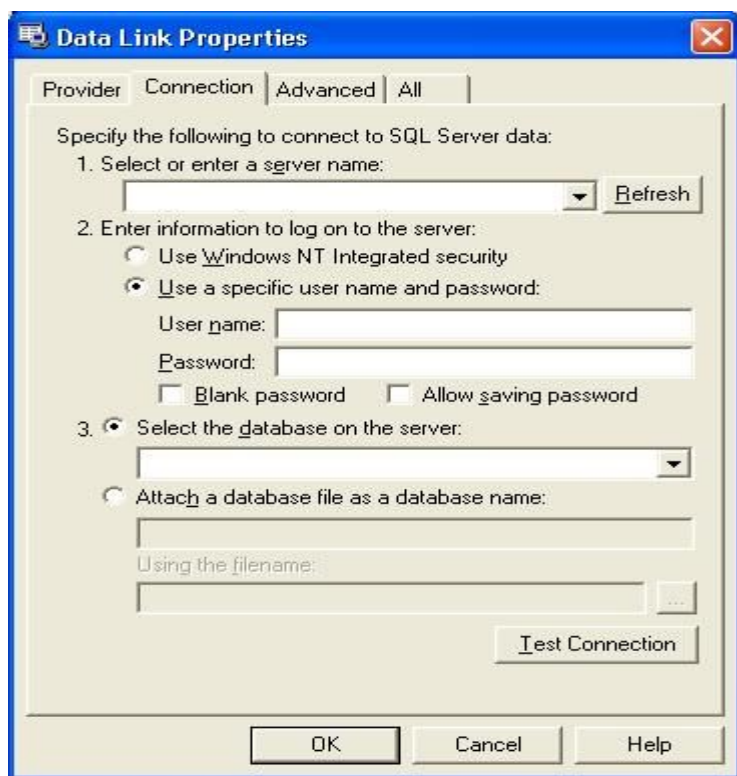 Data Link Properties
Provider Connection Advanced All
Specify the following to connect to SQL Server data:
1. Select or enter a server name:
Refresh
2. Enter information to log on to the server:
Use Windows NT Integrated security
Use a specific user name and password:
User name:
Password:
Blank password Allow saving password
3. Select the database on the server:
Attach a database file as a database name:
Using the filename:
...
Test Connection
OK Cancel Help